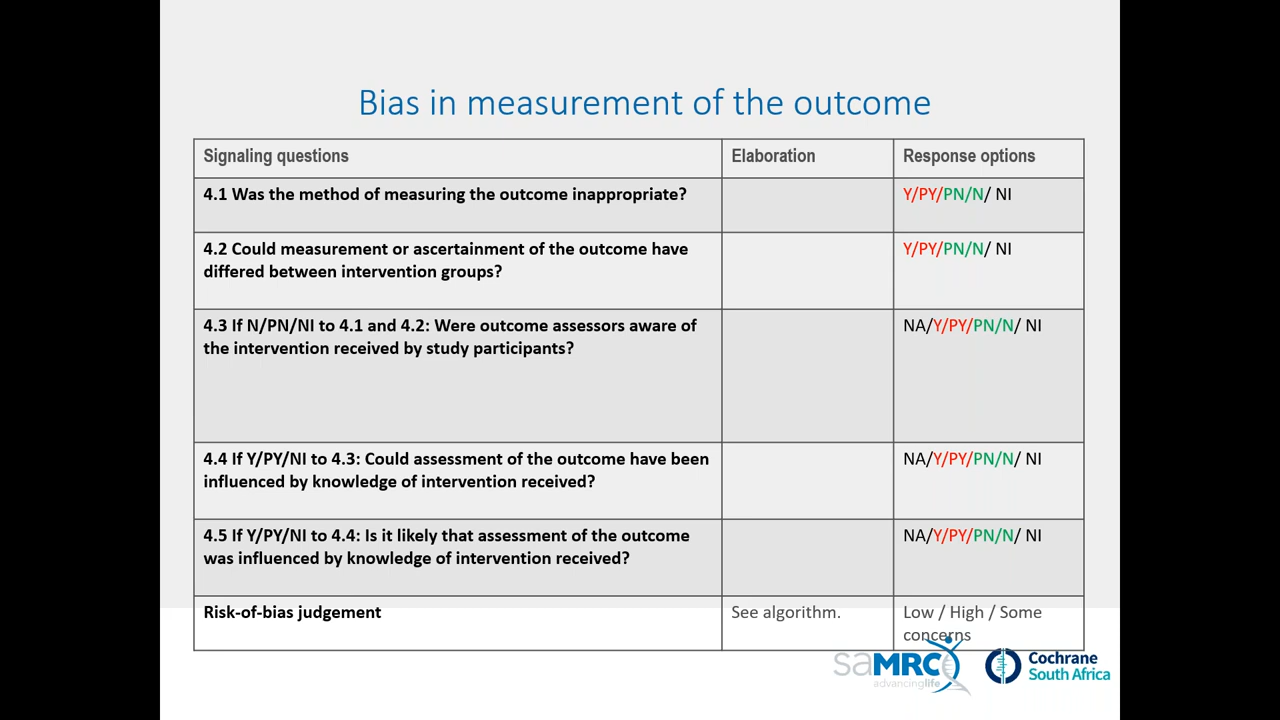 Bias in measurement of the outcome
Signaling questions
Elaboration
Response options
4.1 Was the method of measuring the outcome inappropriate?
Y/PY/PN/N/ NI
4.2 Could measurement or ascertainment of the outcome have
differed between intervention groups?
Y/PY/PN/N/ NI
4.3 If N/PN/NI to 4.1 and 4.2: Were outcome assessors aware of
the intervention received by study participants?
NA/Y/PY/PN/N/ NI
4.4 If Y/PY/NI to 4.3: Could assessment of the outcome have been
influenced by knowledge of intervention received?
NA/Y/PY/PN/N/ NI
4.5 If Y/PY/NI to 4.4: Is it likely that assessment of the outcome
was influenced by knowledge of intervention received?
NA/Y/PY/PN/N/ NI
Risk-of-bias judgement
See algorithm.
Low / High / Some
concerns
saMRC
advancinglife
Cochrane
South Africa